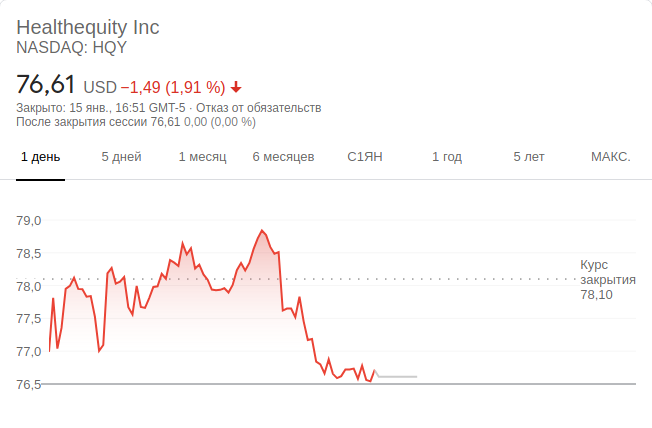 Healthequity Inc
NASDAQ: HQY
76,61 USD −1,49 (1,91 %)
Закрыто: 15 янв., 16:51 GMT-5 · Отказ от обязательств
После закрытия сессии 76,61 0,00 (0,00 %)
1 день 5 дней 1 месяц 6 месяцев С1ЯН 1 год 5 лет МАКС.
79,0
78,5
Курс
закрытия
78,10
78,0
77,5
77,0
76,5